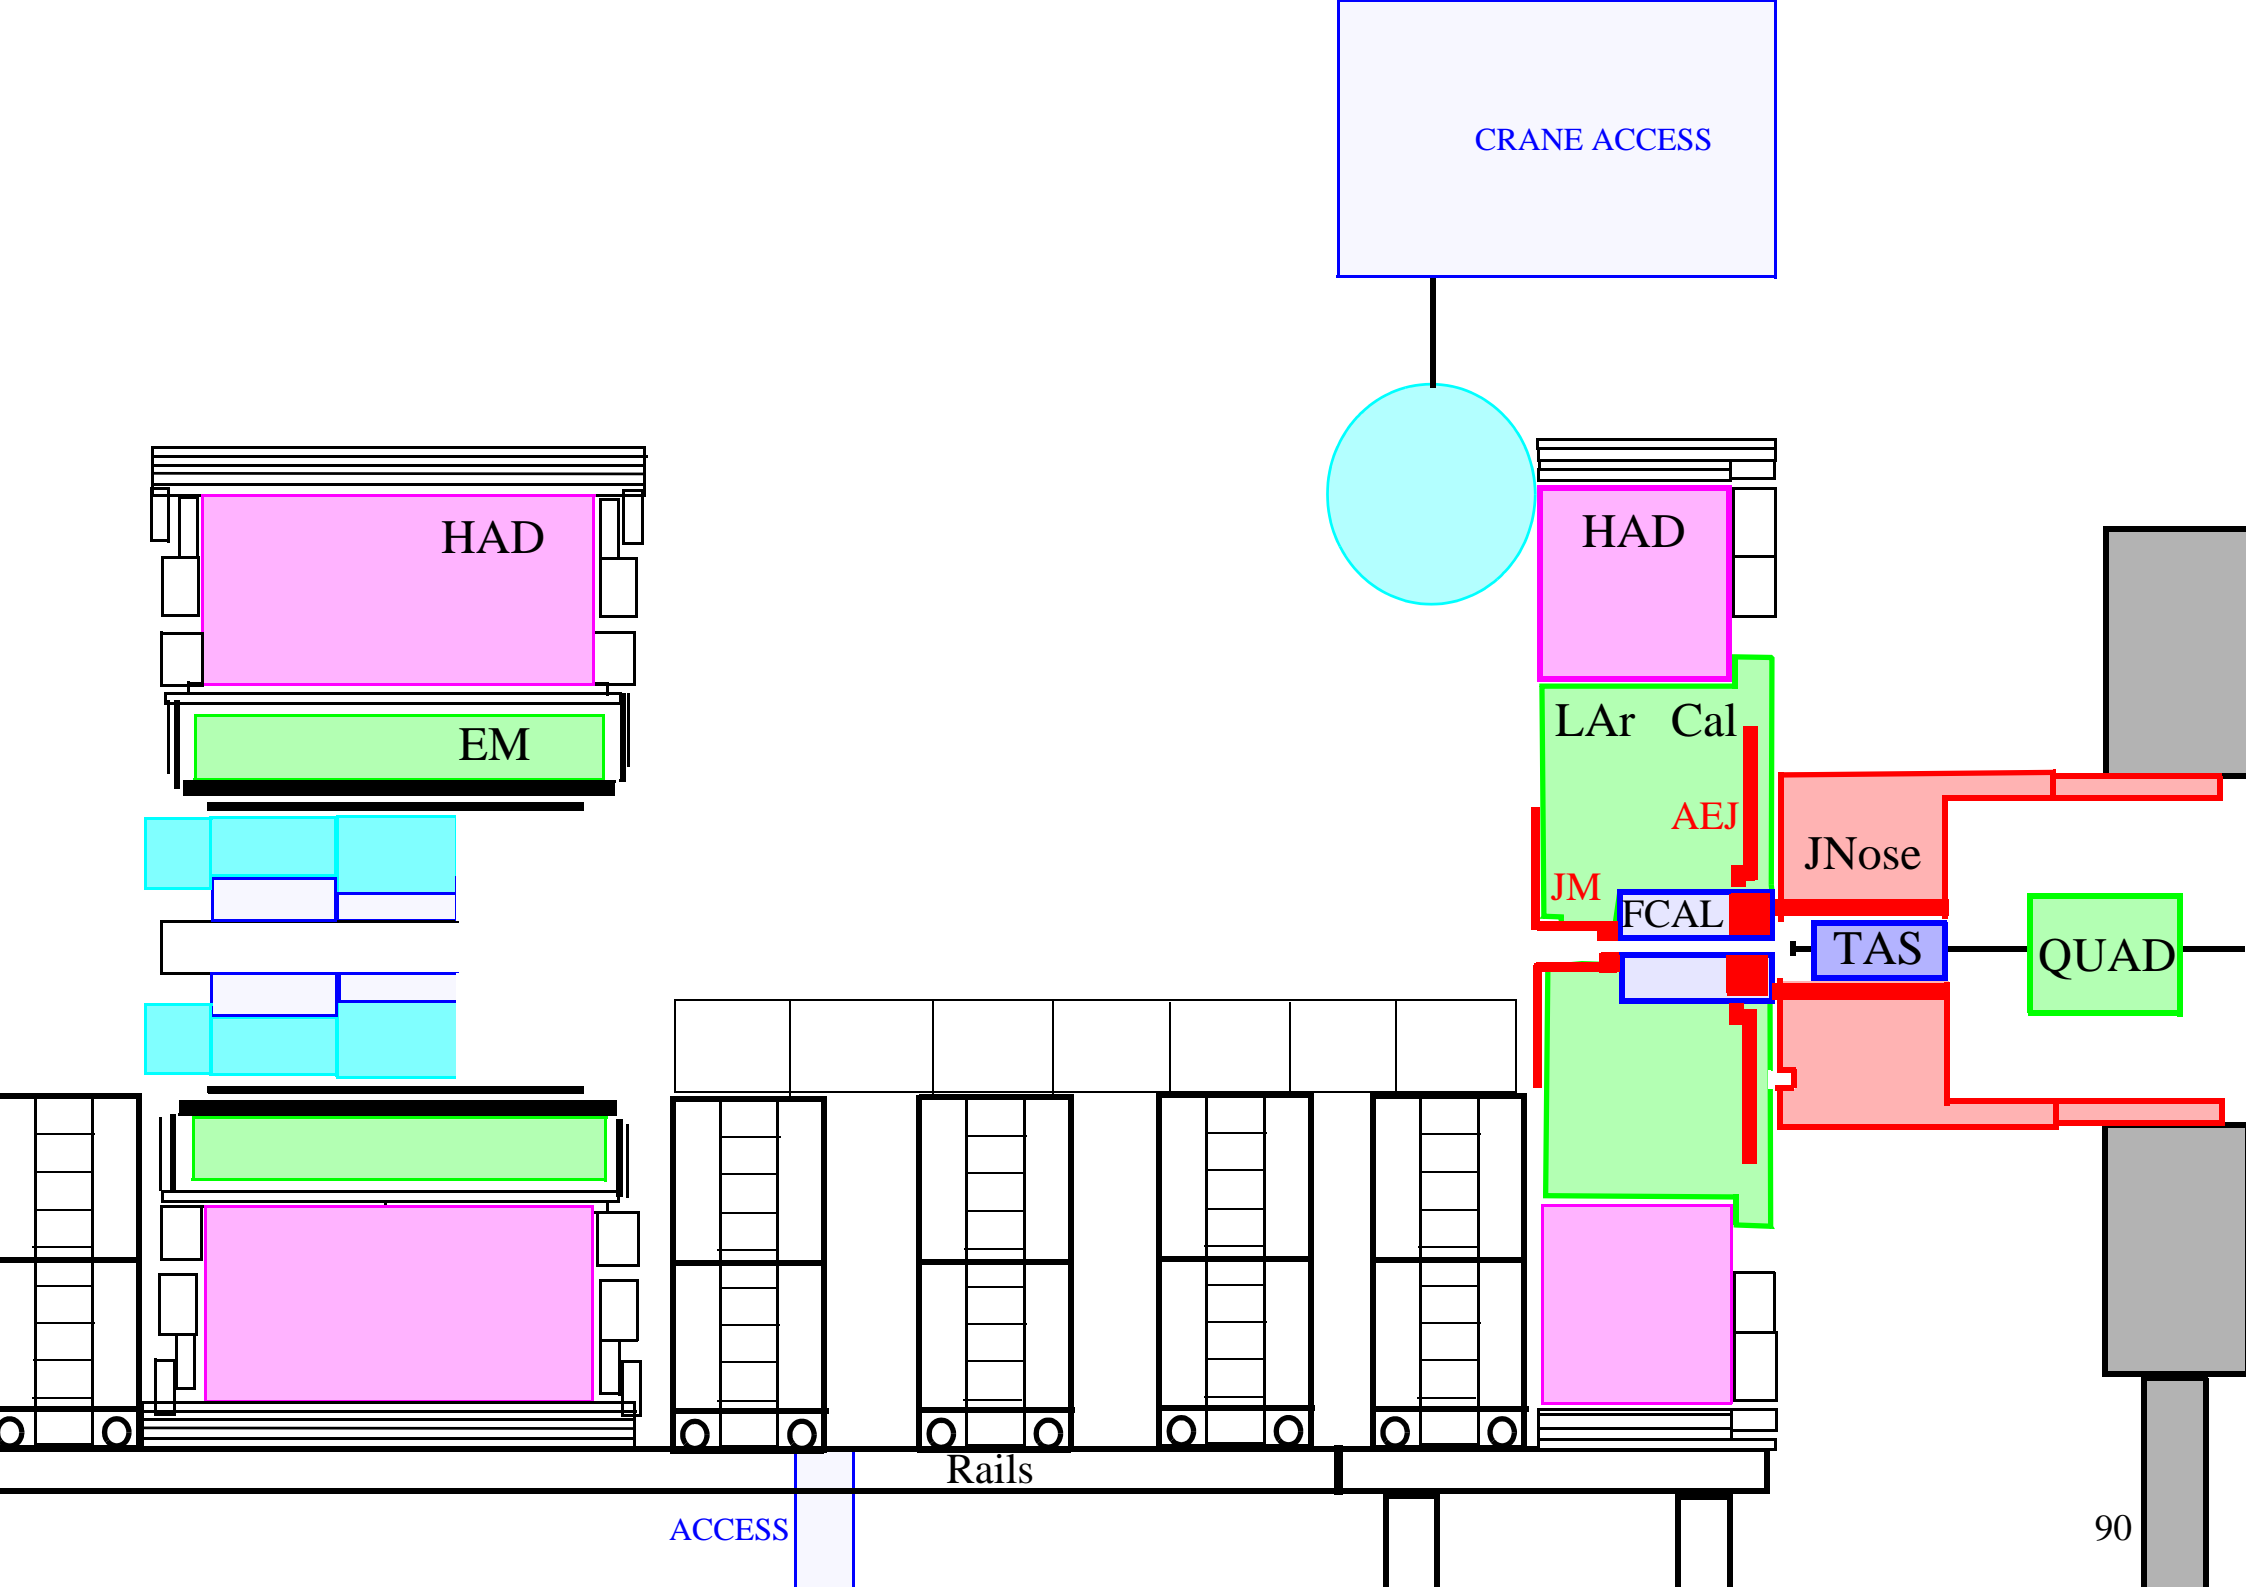 CRANE ACCESS
HAD
HAD
EM
LAr Cal
AEJ
JNose
JM
FCAL
TAS
QUAD
Rails
ACCESS
90